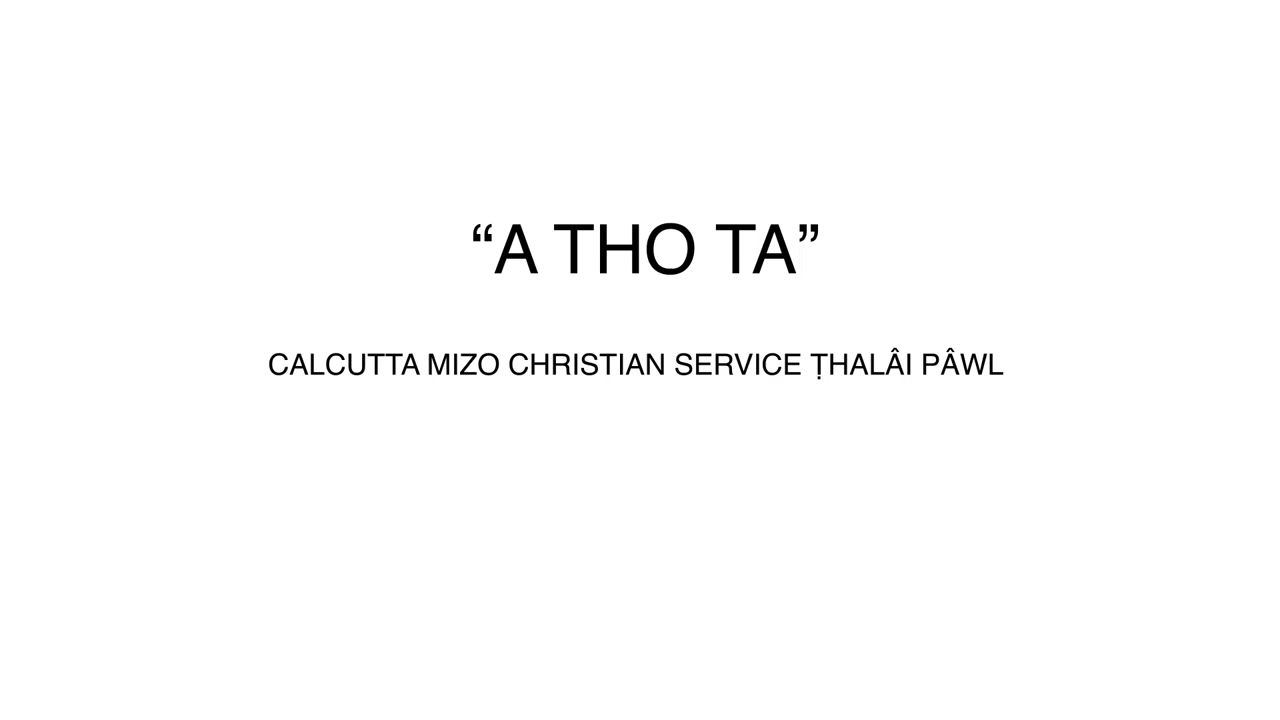 “A THO TA”
CALCUTTA MIZO CHRISTIAN SERVICE ṬHALÂI PÂWL